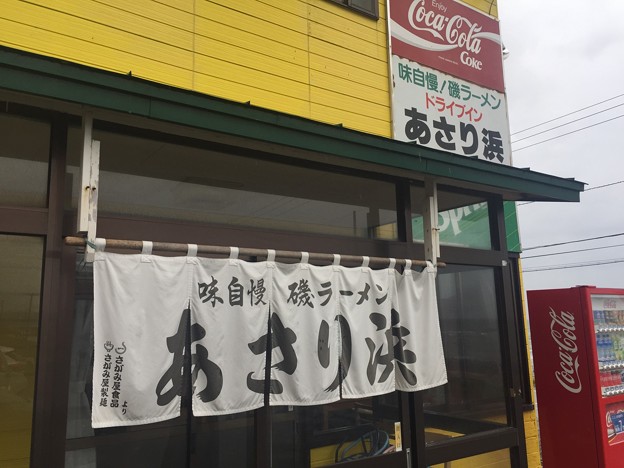 Enjoy
Coca-Cola
Coke
味自慢!磯ラーメン
ドライブイン
あさり浜
味自慢 磯ラーメン
あさり浜
さがみ屋食品
さがみ屋製麺
より
Coca-Cola